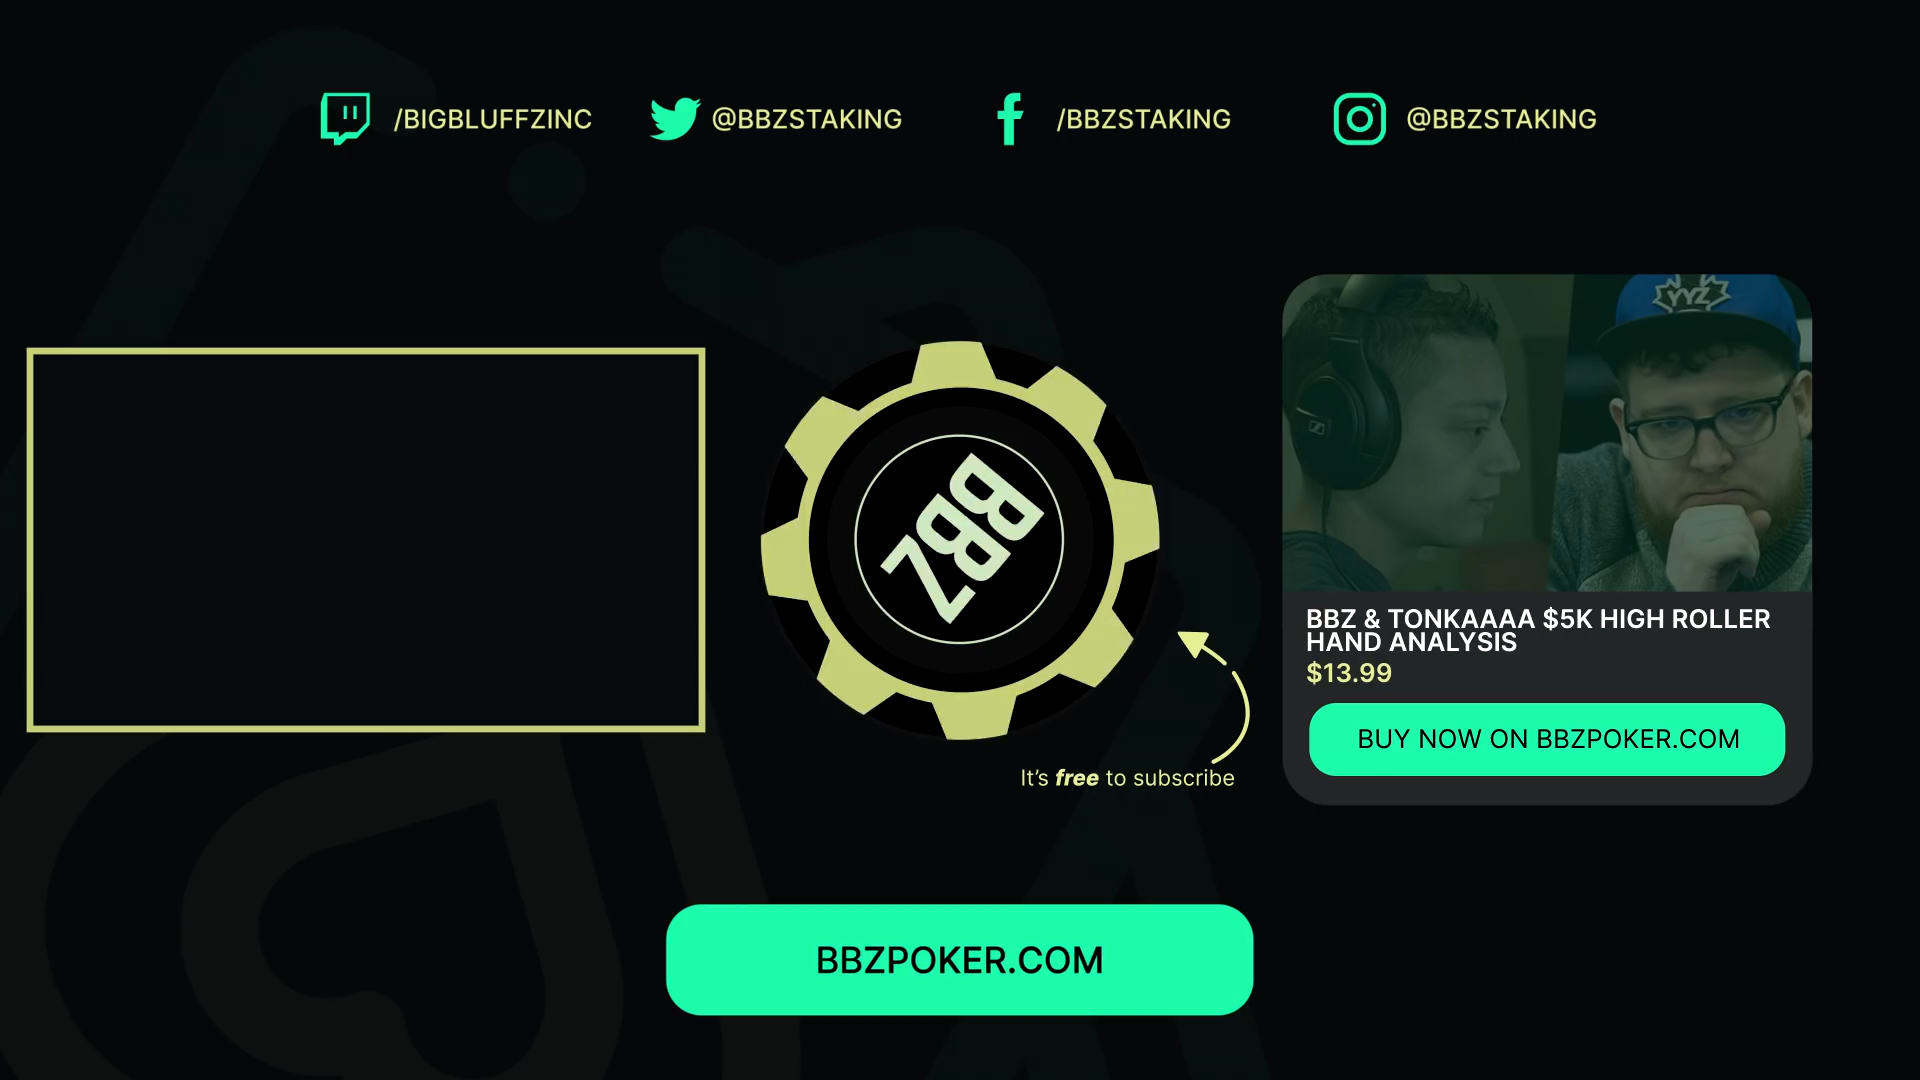 /BIGBLUFFZINC
@BBZSTAKING
/BBZSTAKING
@BBZSTAKING
YYZ
BBZ
BBZ & TONKAAAA $5K HIGH ROLLER
HAND ANALYSIS
$13.99
BUY NOW ON BBZPOKER.COM
It's free to subscribe
BBZPOKER.COM